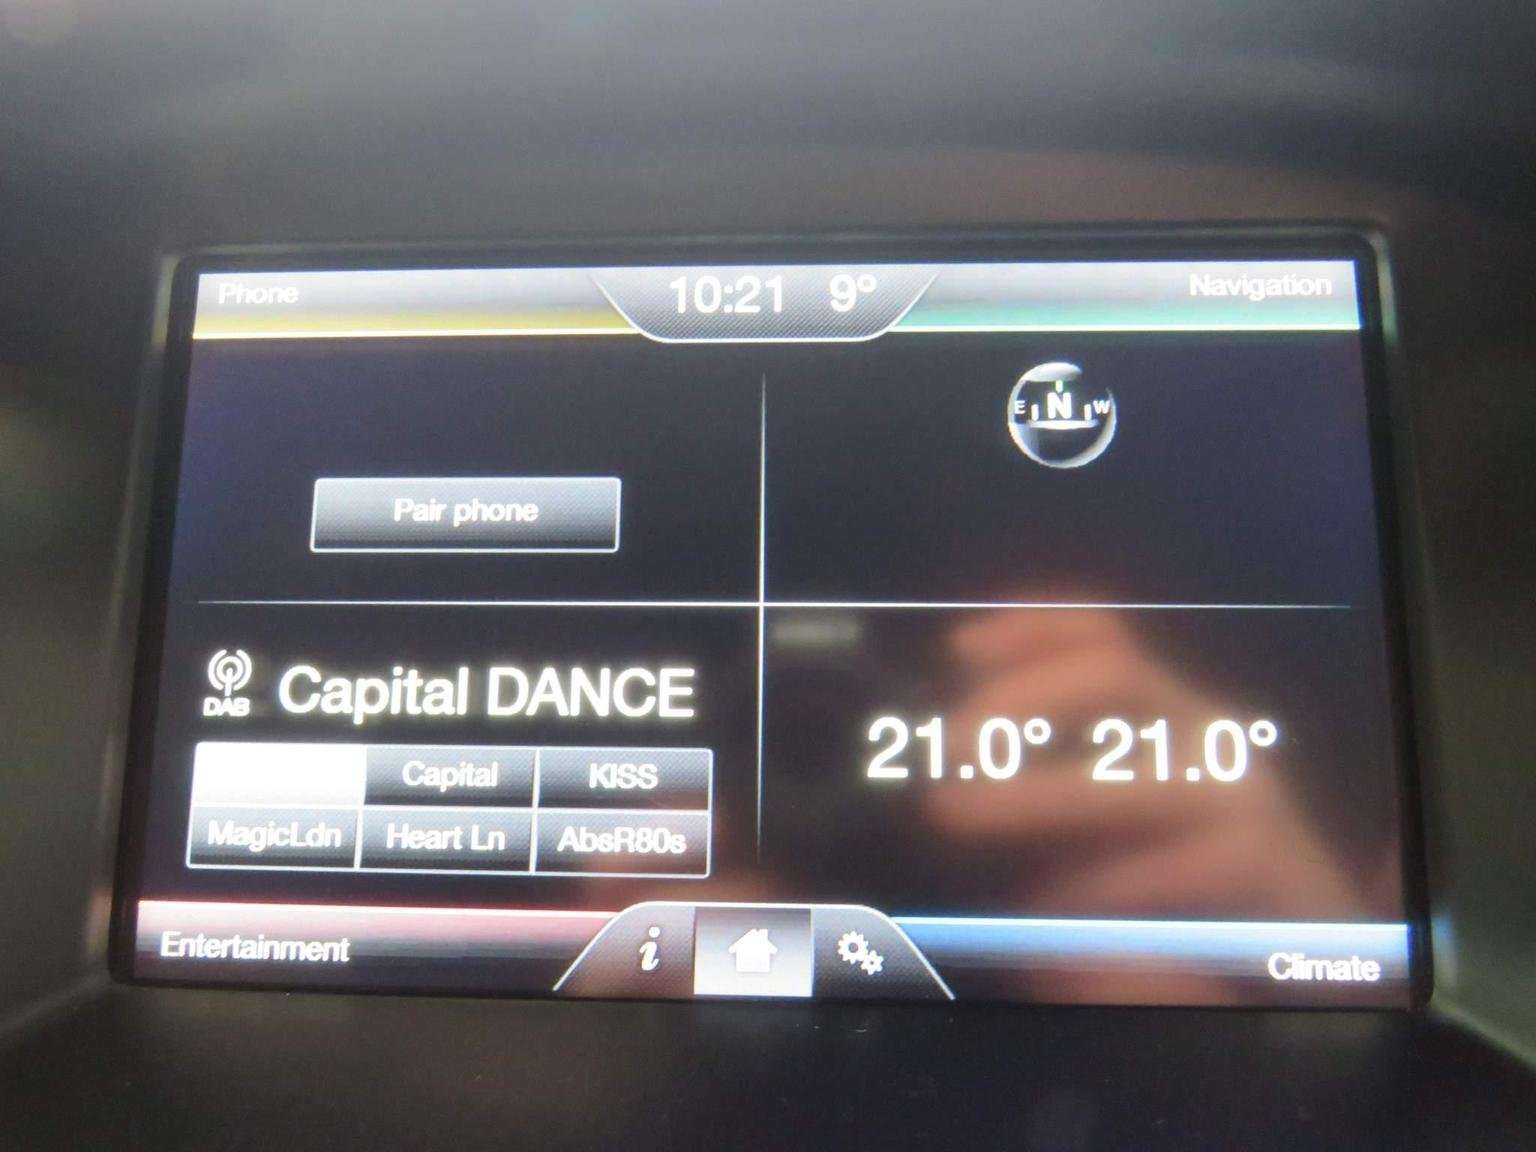 Phone 10:21 9° Navigation
E N W
Pair phone
DAB Capital DANCE
21.0° 21.0°
Capital KISS
MagicLdn Heart Ln AbsR80s
Entertainment i Climate